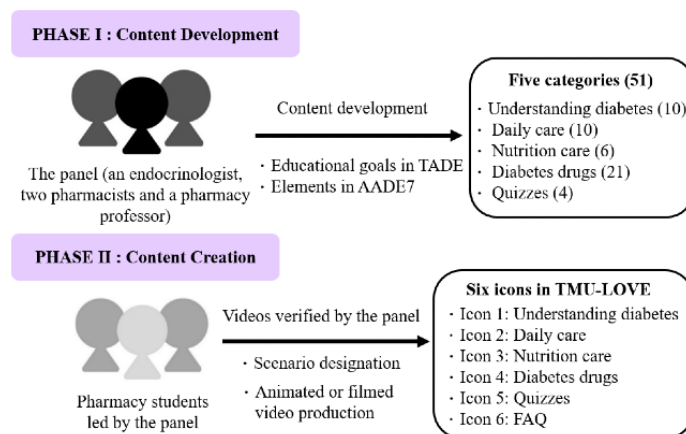 PHASE I : Content Development
The panel (an endocrinologist,
two pharmacists and a pharmacy
professor)
Content development
· Educational goals in TADE
· Elements in AADE7
Five categories (51)
· Understanding diabetes (10)
· Daily care (10)
· Nutrition care (6)
· Diabetes drugs (21)
· Quizzes (4)
PHASE II : Content Creation
Pharmacy students
led by the panel
Videos verified by the panel
· Scenario designation
· Animated or filmed
video production
Six icons in TMU-LOVE
· Icon 1: Understanding diabetes
· Icon 2: Daily care
· Icon 3: Nutrition care
· Icon 4: Diabetes drugs
· Icon 5: Quizzes
· Icon 6: FAQ